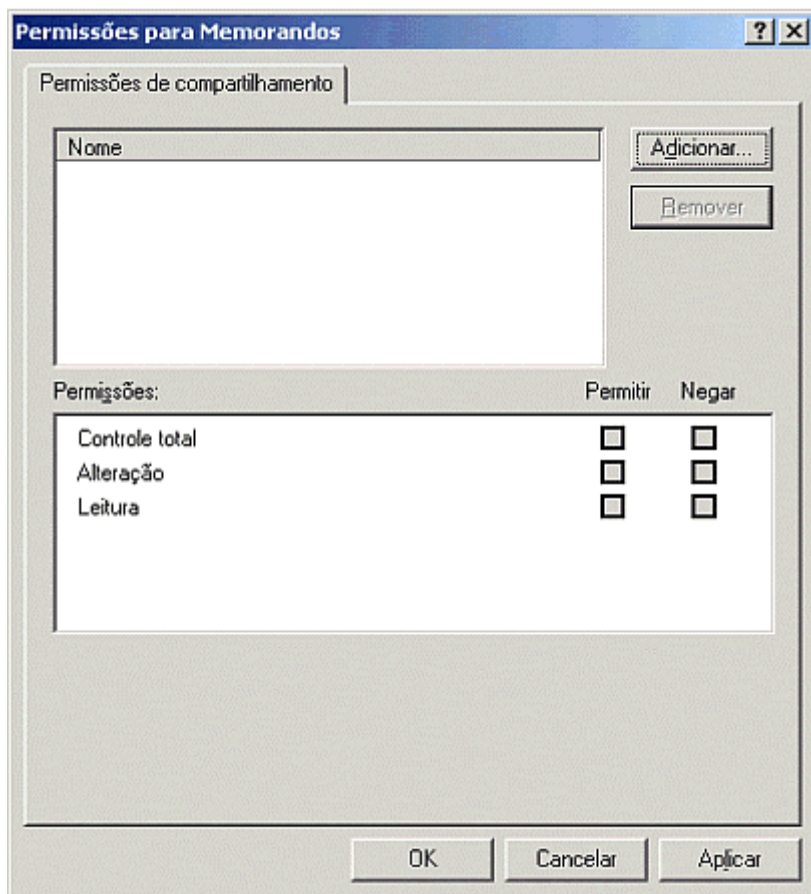 Permissões para Memorandos
Permissões de compartilhamento
Nome
Adicionar...
Remover
Permissões: Permitir Negar
Controle total
Alteração
Leitura
OK Cancelar Aplicar